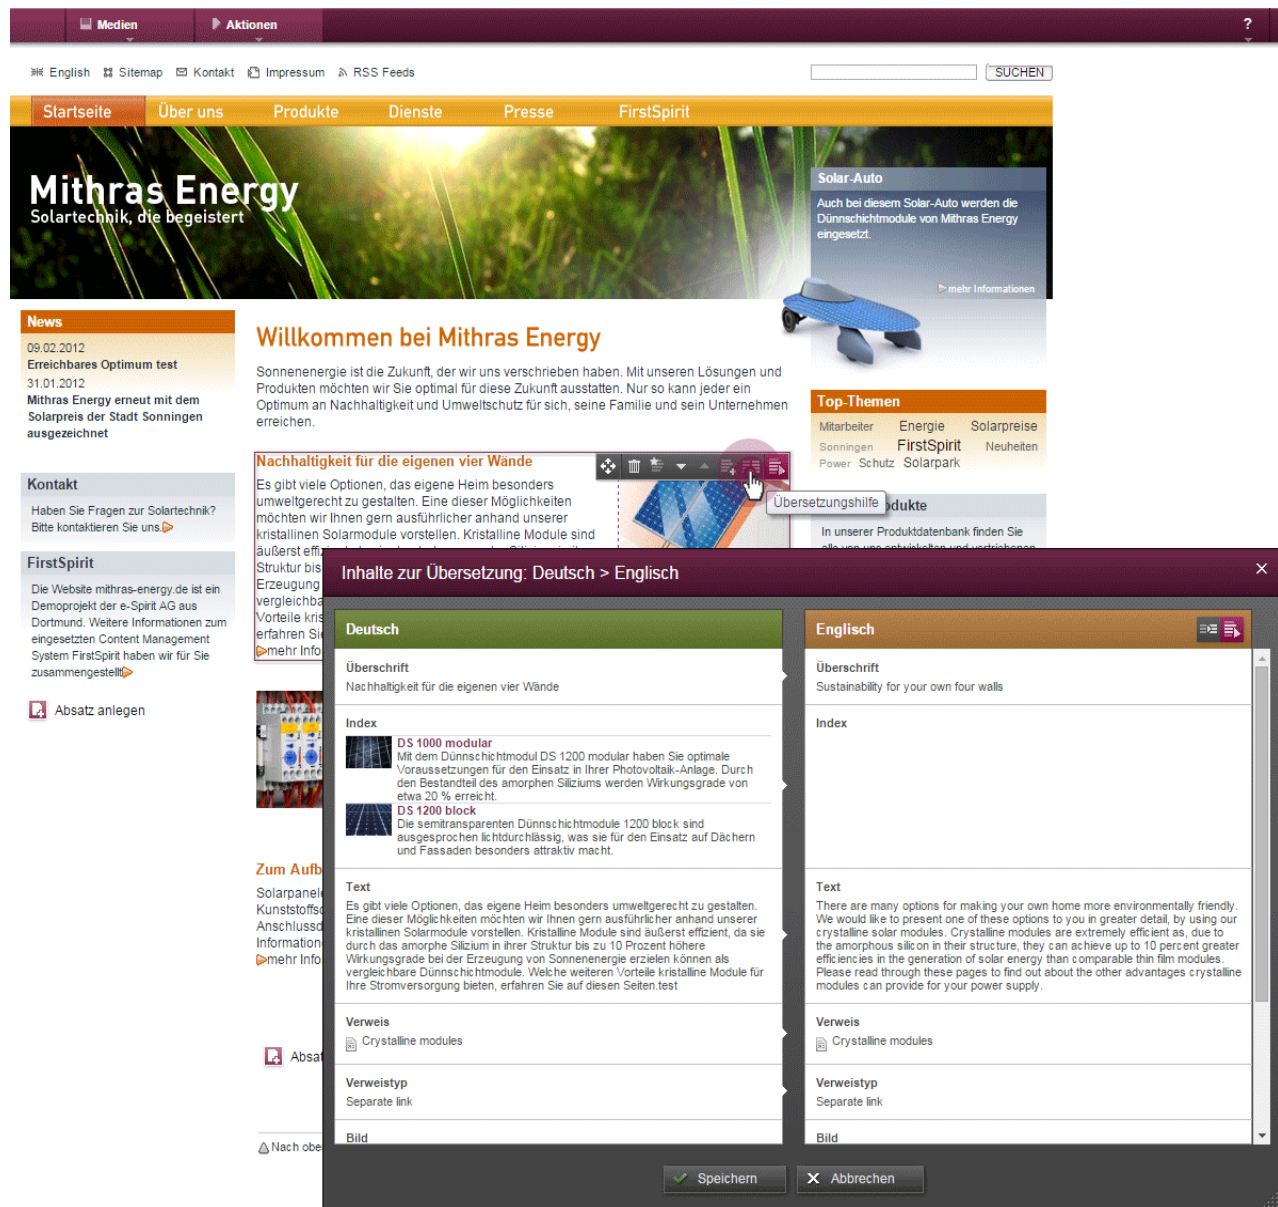 Medien
Aktionen
?
English Sitemap Kontakt Impressum RSS Feeds
SUCHEN
Startseite Über uns Produkte Dienste Presse FirstSpirit
Mithras Energy
Solartechnik, die begeistert
Solar-Auto
Auch bei diesem Solar-Auto werden die
Dünnschichtmodule von Mithras Energy
eingesetzt.
mehr Informationen
News
09.02.2012
Erreichbares Optimum test
31.01.2012
Mithras Energy erneut mit dem
Solarpreis der Stadt Sonningen
ausgezeichnet
Kontakt
Haben Sie Fragen zur Solartechnik?
Bitte kontaktieren Sie uns.
FirstSpirit
Die Website mithras-energy.de ist ein
Demoprojekt der e-Spirit AG aus
Dortmund. Weitere Informationen zum
eingesetzten Content Management
System FirstSpirit haben wir für Sie
zusammengestellt
Absatz anlegen
Willkommen bei Mithras Energy
Sonnenenergie ist die Zukunft, der wir uns verschrieben haben. Mit unseren Lösungen und
Produkten möchten wir Sie optimal für diese Zukunft ausstatten. Nur so kann jeder ein
Optimum an Nachhaltigkeit und Umweltschutz für sich, seine Familie und sein Unternehmen
erreichen.
Nachhaltigkeit für die eigenen vier Wände
Es gibt viele Optionen, das eigene Heim besonders
umweltgerecht zu gestalten. Eine dieser Möglichkeiten
möchten wir Ihnen gern ausführlicher anhand unserer
kristallinen Solarmodule vorstellen. Kristalline Module sind
äußerst effi
Struktur bis
Erzeugung
vergleichba
Vorteile kris
erfahren Si
mehr Info
Übersetzungshilfe
Zum Aufb
Solarpanel
Kunststoffs
Anschlussd
Information
mehr Info
Absat
Nach obe
Top-Themen
Mitarbeiter Energie Solarpreise
Sonningen FirstSpirit Neuheiten
Power Schutz Solarpark
dukte
In unserer Produktdatenbank finden Sie
Inhalte zur Übersetzung: Deutsch > Englisch
Deutsch
Überschrift
Nachhaltigkeit für die eigenen vier Wände
Index
DS 1000 modular
Mit dem Dünnschichtmodul DS 1200 modular haben Sie optimale
Voraussetzungen für den Einsatz in Ihrer Photovoltaik-Anlage. Durch
den Bestandteil des amorphen Siliziums werden Wirkungsgrade von
etwa 20 % erreicht.
DS 1200 block
Die semitransparenten Dünnschichtmodule 1200 block sind
ausgesprochen lichtdurchlässig, was sie für den Einsatz auf Dächern
und Fassaden besonders attraktiv macht.
Text
Es gibt viele Optionen, das eigene Heim besonders umweltgerecht zu gestalten.
Eine dieser Möglichkeiten möchten wir Ihnen gern ausführlicher anhand unserer
kristallinen Solarmodule vorstellen. Kristalline Module sind äußerst effizient, da sie
durch das amorphe Silizium in ihrer Struktur bis zu 10 Prozent höhere
Wirkungsgrade bei der Erzeugung von Sonnenenergie erzielen können als
vergleichbare Dünnschichtmodule. Welche weiteren Vorteile kristalline Module für
Ihre Stromversorgung bieten, erfahren Sie auf diesen Seiten.test
Verweis
Crystalline modules
Verweistyp
Separate link
Bild
Englisch
Überschrift
Sustainability for your own four walls
Index
Text
There are many options for making your own home more environmentally friendly.
We would like to present one of these options to you in greater detail, by using our
crystalline solar modules. Crystalline modules are extremely efficient as, due to
the amorphous silicon in their structure, they can achieve up to 10 percent greater
efficiencies in the generation of solar energy than comparable thin film modules.
Please read through these pages to find out about the other advantages crystalline
modules can provide for your power supply.
Verweis
Crystalline modules
Verweistyp
Separate link
Bild
Speichern
Abbrechen